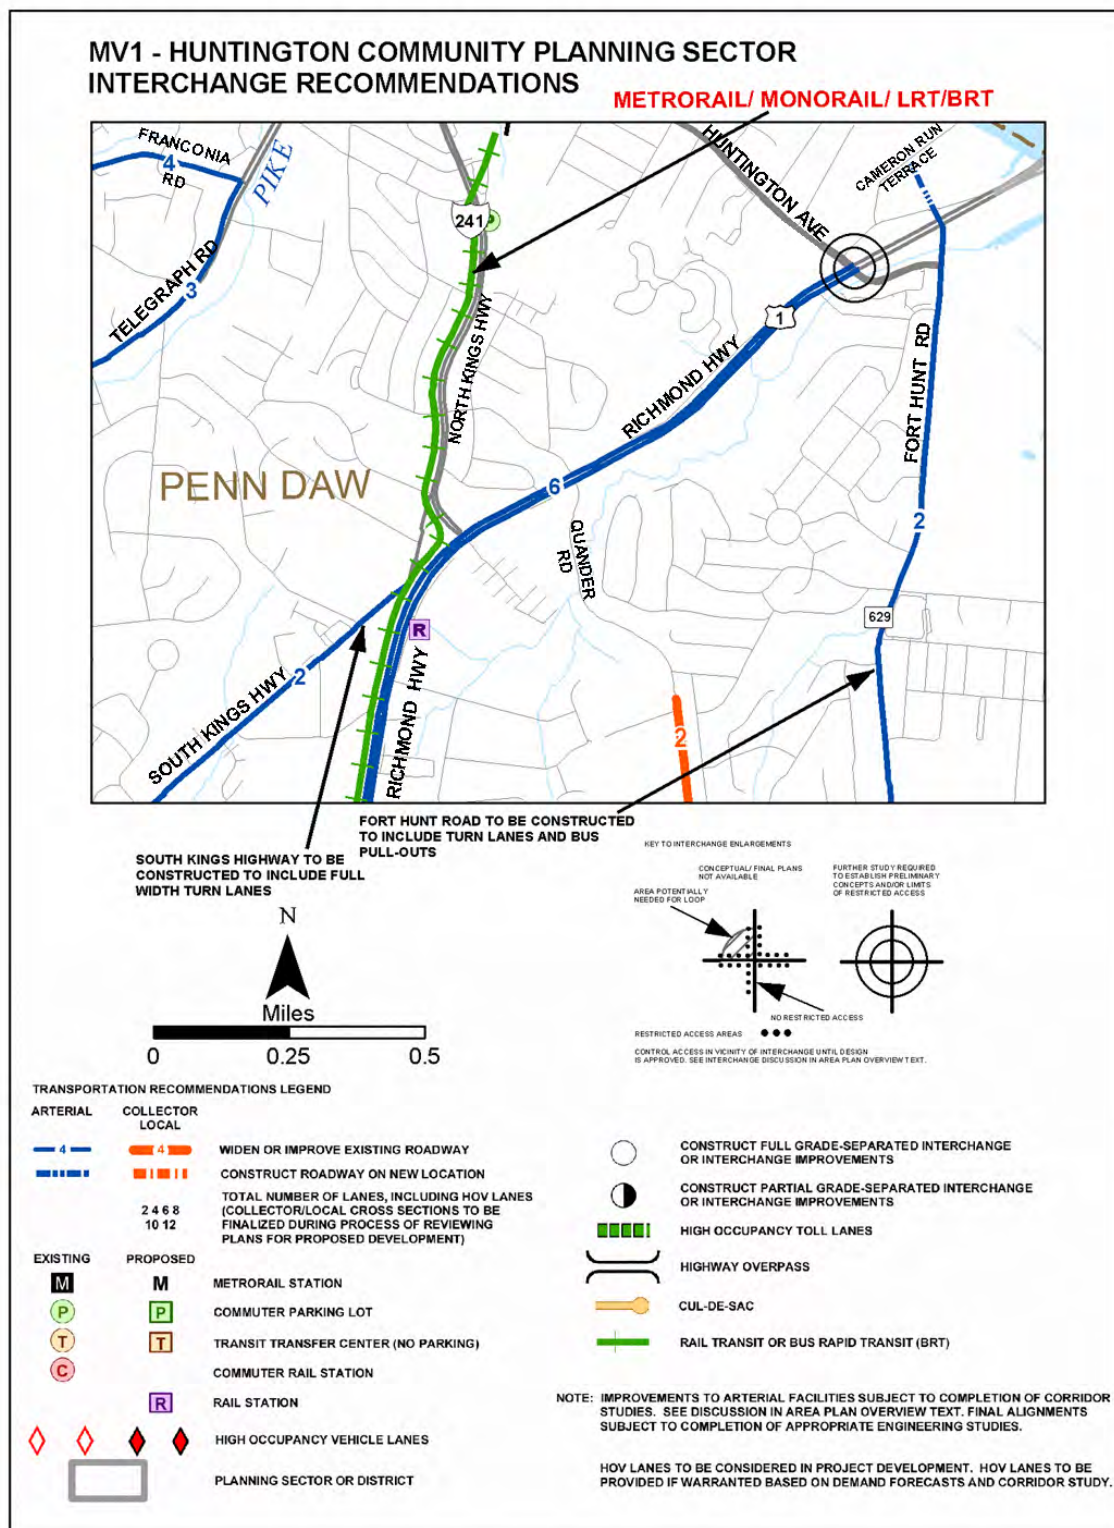 MV1 - HUNTINGTON COMMUNITY PLANNING SECTOR
INTERCHANGE RECOMMENDATIONS
METRORAIL/ MONORAIL/ LRT/BRT
FRANCONIA
RD
4
PIKE
TELEGRAPH RD
3
241
P
NORTH KINGS HWY
HUNTINGTON AVE
CAMERON RUN
TERRACE
1
RICHMOND HWY
FORT HUNT RD
PENN DAW
6
QUANDER
RD
2
629
R
SOUTH KINGS HWY
2
RICHMOND HWY
2
FORT HUNT ROAD TO BE CONSTRUCTED
TO INCLUDE TURN LANES AND BUS
PULL-OUTS
SOUTH KINGS HIGHWAY TO BE
CONSTRUCTED TO INCLUDE FULL
WIDTH TURN LANES
N
Miles
0 0.25 0.5
KEY TO INTERCHANGE ENLARGEMENTS
CONCEPTUAL/ FINAL PLANS
NOT AVAILABLE
AREA POTENTIALLY
NEEDED FOR LOOP
FURTHER STUDY REQUIRED
TO ESTABLISH PRELIMINARY
CONCEPTS AND/OR LIMITS
OF RESTRICTED ACCESS
NO RESTRICTED ACCESS
RESTRICTED ACCESS AREAS
CONTROL ACCESS IN VICINITY OF INTERCHANGE UNTIL DESIGN
IS APPROVED. SEE INTERCHANGE DISCUSSION IN AREA PLAN OVERVIEW TEXT.
TRANSPORTATION RECOMMENDATIONS LEGEND
ARTERIAL COLLECTOR
LOCAL
4 4 WIDEN OR IMPROVE EXISTING ROADWAY
CONSTRUCT ROADWAY ON NEW LOCATION
2 4 6 8
10 12
TOTAL NUMBER OF LANES, INCLUDING HOV LANES
(COLLECTOR/LOCAL CROSS SECTIONS TO BE
FINALIZED DURING PROCESS OF REVIEWING
PLANS FOR PROPOSED DEVELOPMENT)
EXISTING PROPOSED
M M METRORAIL STATION
P P COMMUTER PARKING LOT
T T TRANSIT TRANSFER CENTER (NO PARKING)
C COMMUTER RAIL STATION
R RAIL STATION
HIGH OCCUPANCY VEHICLE LANES
PLANNING SECTOR OR DISTRICT
CONSTRUCT FULL GRADE-SEPARATED INTERCHANGE
OR INTERCHANGE IMPROVEMENTS
CONSTRUCT PARTIAL GRADE-SEPARATED INTERCHANGE
OR INTERCHANGE IMPROVEMENTS
HIGH OCCUPANCY TOLL LANES
HIGHWAY OVERPASS
CUL-DE-SAC
RAIL TRANSIT OR BUS RAPID TRANSIT (BRT)
NOTE: IMPROVEMENTS TO ARTERIAL FACILITIES SUBJECT TO COMPLETION OF CORRIDOR
STUDIES. SEE DISCUSSION IN AREA PLAN OVERVIEW TEXT. FINAL ALIGNMENTS
SUBJECT TO COMPLETION OF APPROPRIATE ENGINEERING STUDIES.
HOV LANES TO BE CONSIDERED IN PROJECT DEVELOPMENT. HOV LANES TO BE
PROVIDED IF WARRANTED BASED ON DEMAND FORECASTS AND CORRIDOR STUDY.